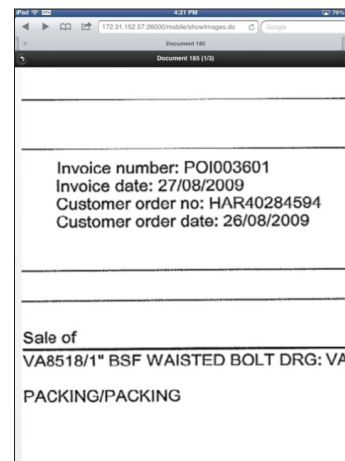 iPad 4:21 PM 79%
172.31.152.57:26000/mobile/showImages.do Google
Document 185
Document 185 (1/3)
Invoice number: POI003601
Invoice date: 27/08/2009
Customer order no: HAR40284594
Customer order date: 26/08/2009
Sale of
VA8518/1" BSF WAISTED BOLT DRG: VA
PACKING/PACKING